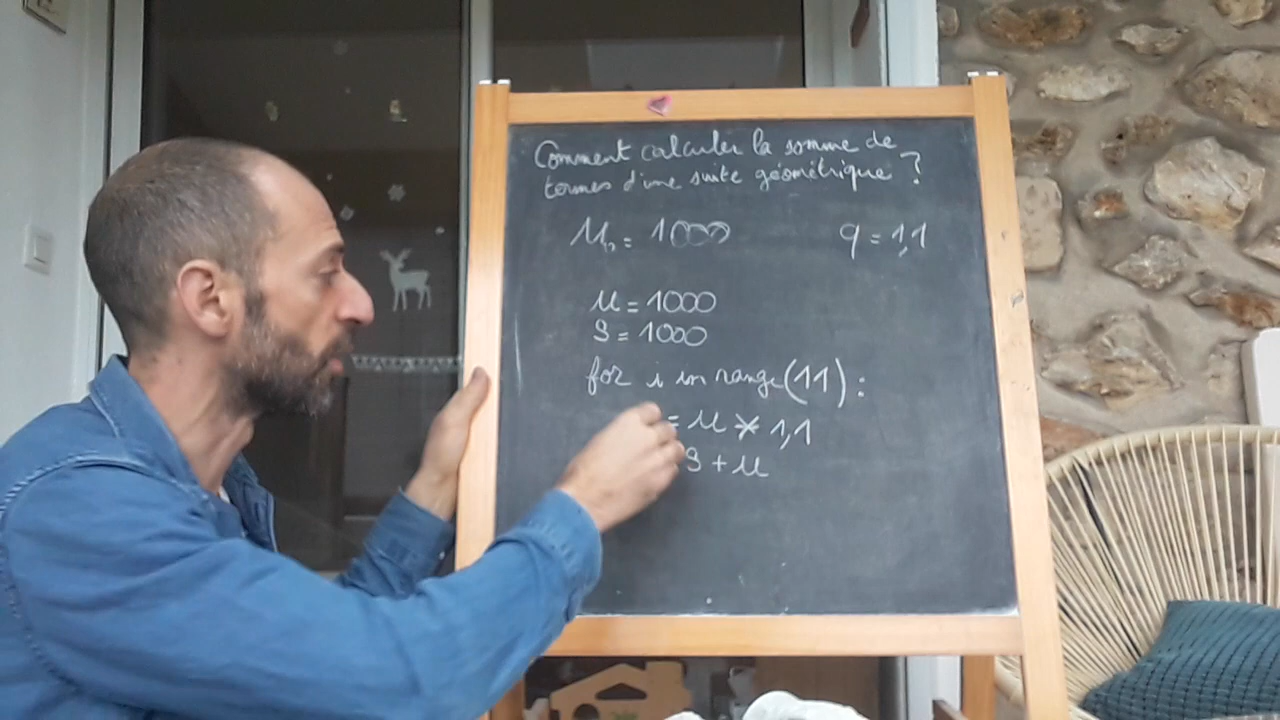 Comment calculer la somme de
termes d'une suite géométrique ?
U₀ = 1000 q = 1,1
u = 1000
S = 1000
for i in range(11):
= u * 1,1
S + u